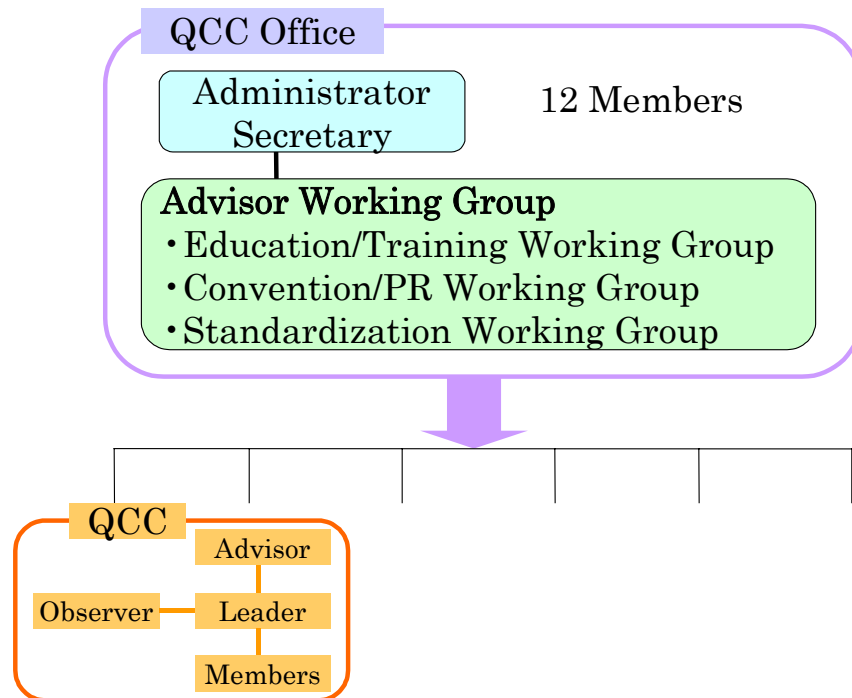 QCC Office
Administrator
Secretary
12 Members
Advisor Working Group
・Education/Training Working Group
・Convention/PR Working Group
・Standardization Working Group
QCC
Advisor
Observer
Leader
Members